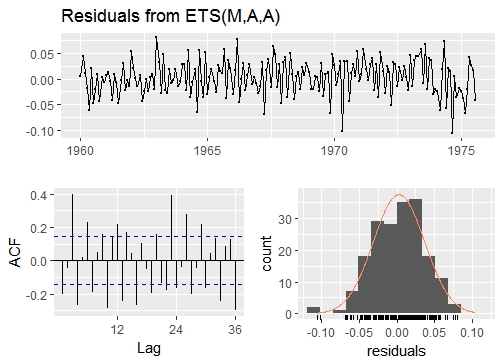 Residuals from ETS(M,A,A)
0.05
0.00
-0.05
-0.10
1960 1965 1970 1975
0.4
0.2
0.0
-0.2
ACF
12 24 36
Lag
30
20
10
0
count
-0.10 -0.05 0.00 0.05 0.10
residuals